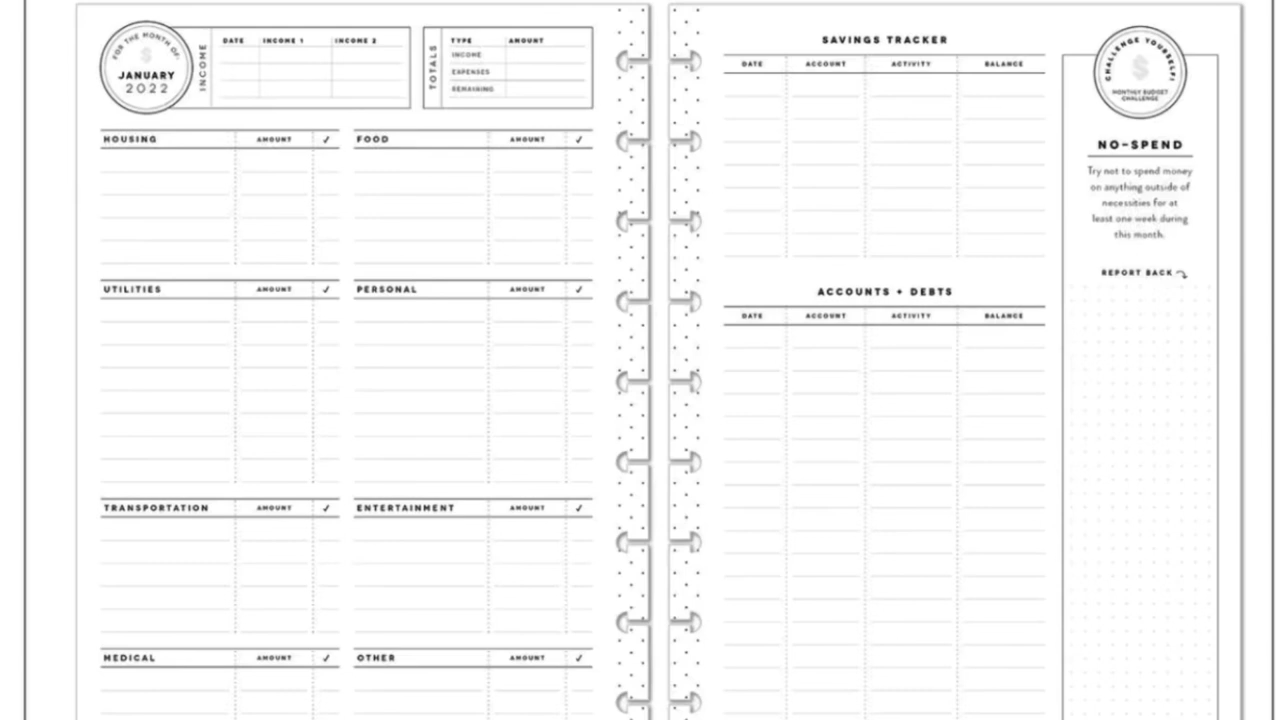 FOR THE MONTH OF:
$
JANUARY
2022
INCOME
DATE INCOME 1 INCOME 2
TOTALS
TYPE AMOUNT
INCOME
EXPENSES
REMAINING
HOUSING AMOUNT ✓
FOOD AMOUNT ✓
UTILITIES AMOUNT ✓
PERSONAL AMOUNT ✓
TRANSPORTATION AMOUNT ✓
ENTERTAINMENT AMOUNT ✓
MEDICAL AMOUNT ✓
OTHER AMOUNT ✓
SAVINGS TRACKER
DATE ACCOUNT ACTIVITY BALANCE
ACCOUNTS + DEBTS
DATE ACCOUNT ACTIVITY BALANCE
CHALLENGE YOURSELF!
$
MONTHLY BUDGET
CHALLENGE
NO-SPEND
Try not to spend money
on anything outside of
necessities for at
least one week during
this month.
REPORT BACK